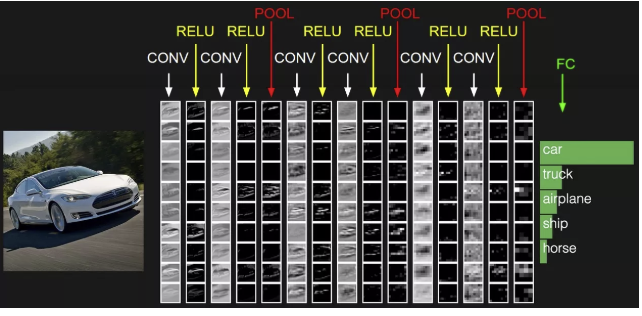 POOL POOL POOL
RELU RELU RELU RELU RELU RELU
CONV CONV CONV CONV CONV CONV
FC
car
truck
airplane
ship
horse